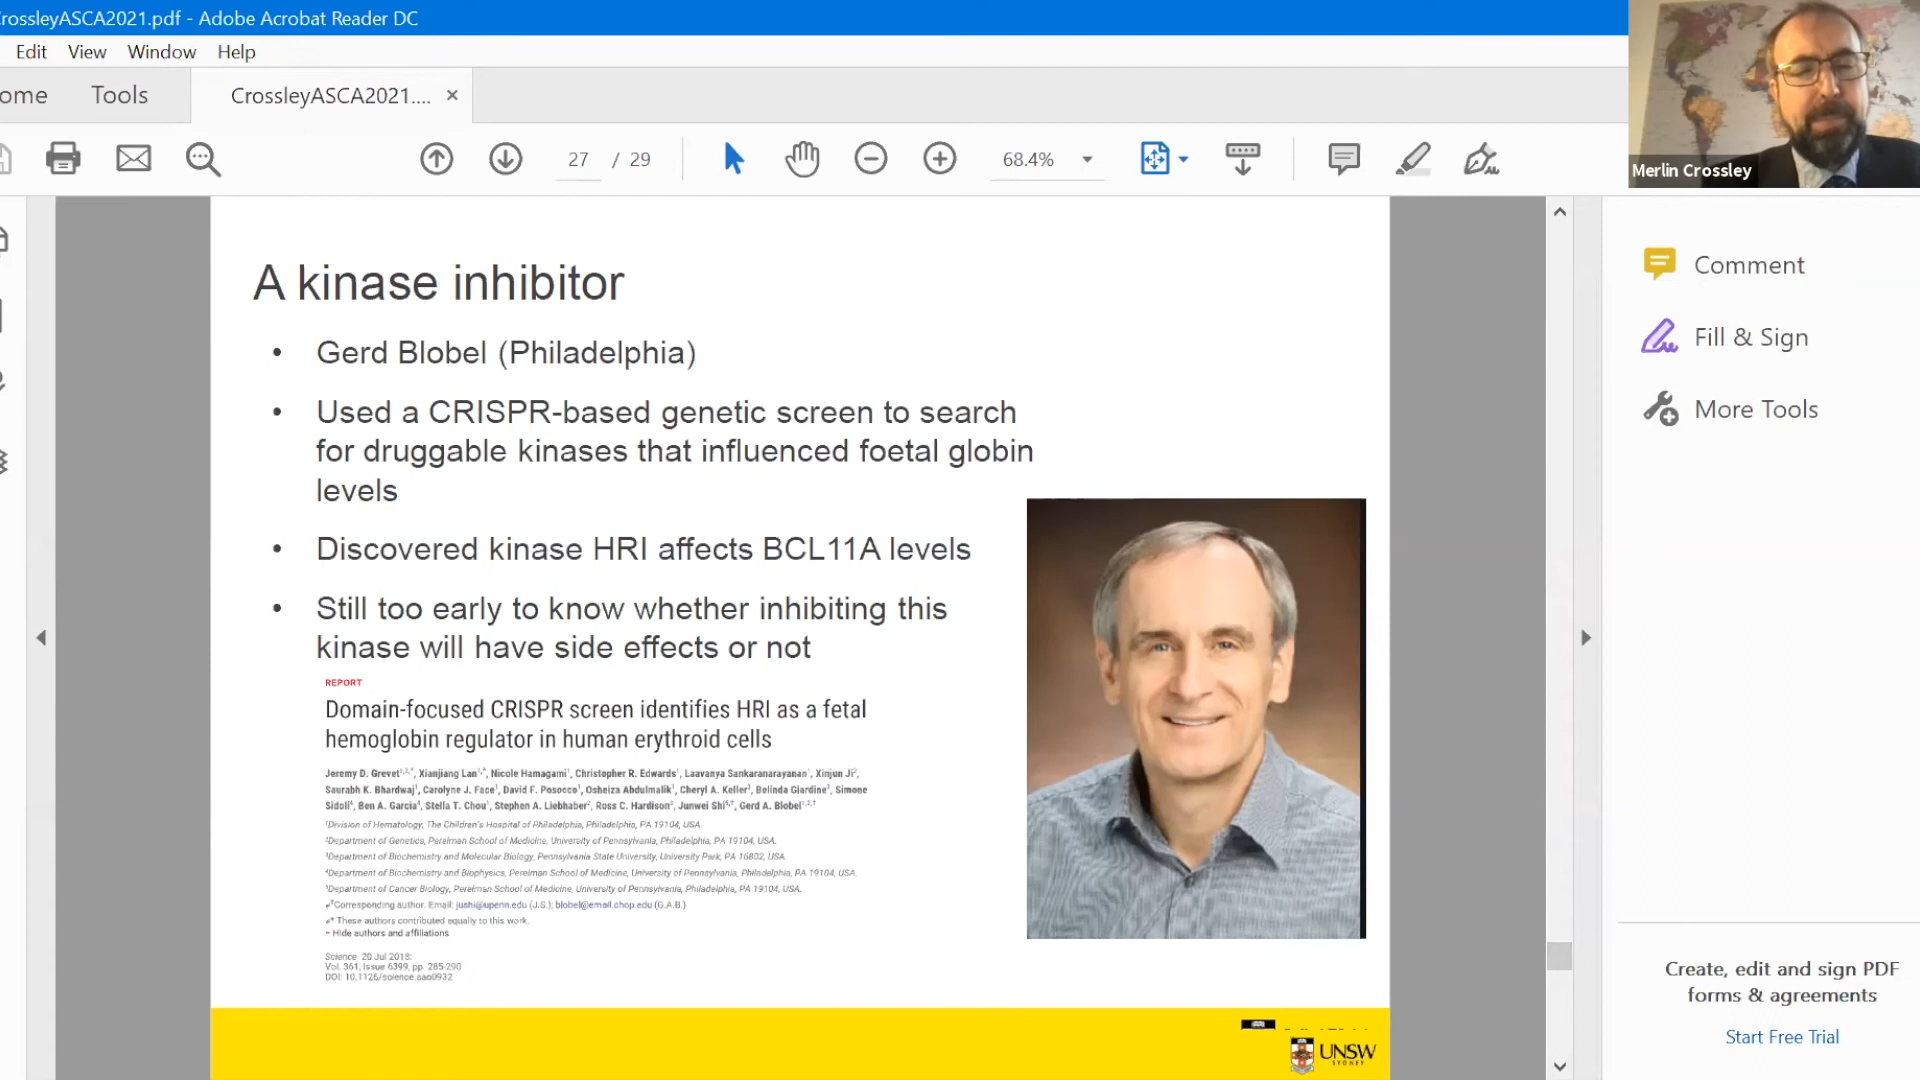 CrossleyASCA2021.pdf - Adobe Acrobat Reader DC
Edit View Window Help
ome Tools CrossleyASCA2021.... ×
27 / 29 68.4%
Merlin Crossley
Comment
Fill & Sign
More Tools
A kinase inhibitor
• Gerd Blobel (Philadelphia)
• Used a CRISPR-based genetic screen to search
for druggable kinases that influenced foetal globin
levels
• Discovered kinase HRI affects BCL11A levels
• Still too early to know whether inhibiting this
kinase will have side effects or not
REPORT
Domain-focused CRISPR screen identifies HRI as a fetal
hemoglobin regulator in human erythroid cells
Jeremy D. Grevet, Xianjiang Lan, Nicole Hamagami, Christopher R. Edwards, Laavanya Sankaranarayanan, Xinjun Ji,
Saurabh K. Bhardwaj, Carolyne J. Face, David F. Posocco, Osheiza Abdulmalik, Cheryl A. Keller, Belinda Giardine, Simone
Sidoli, Ben A. Garcia, Stella T. Chou, Stephen A. Liebhaber, Ross C. Hardison, Junwei Shi, Gerd A. Blobel
Division of Hematology, The Children's Hospital of Philadelphia, Philadelphia, PA 19104, USA.
Department of Genetics, Perelman School of Medicine, University of Pennsylvania, Philadelphia, PA 19104, USA.
Department of Biochemistry and Molecular Biology, Pennsylvania State University, University Park, PA 16802, USA.
Department of Biochemistry and Biophysics, Perelman School of Medicine, University of Pennsylvania, Philadelphia, PA 19104, USA.
Department of Cancer Biology, Perelman School of Medicine, University of Pennsylvania, Philadelphia, PA 19104, USA.
Corresponding author. Email: jushi@upenn.edu (J.S.); blobel@email.chop.edu (G.A.B.)
* These authors contributed equally to this work.
- Hide authors and affiliations
Science 20 Jul 2018:
Vol. 361, Issue 6399, pp. 285-290
DOI: 10.1126/science.aao0932
UNSW
SYDNEY
Create, edit and sign PDF
forms & agreements
Start Free Trial